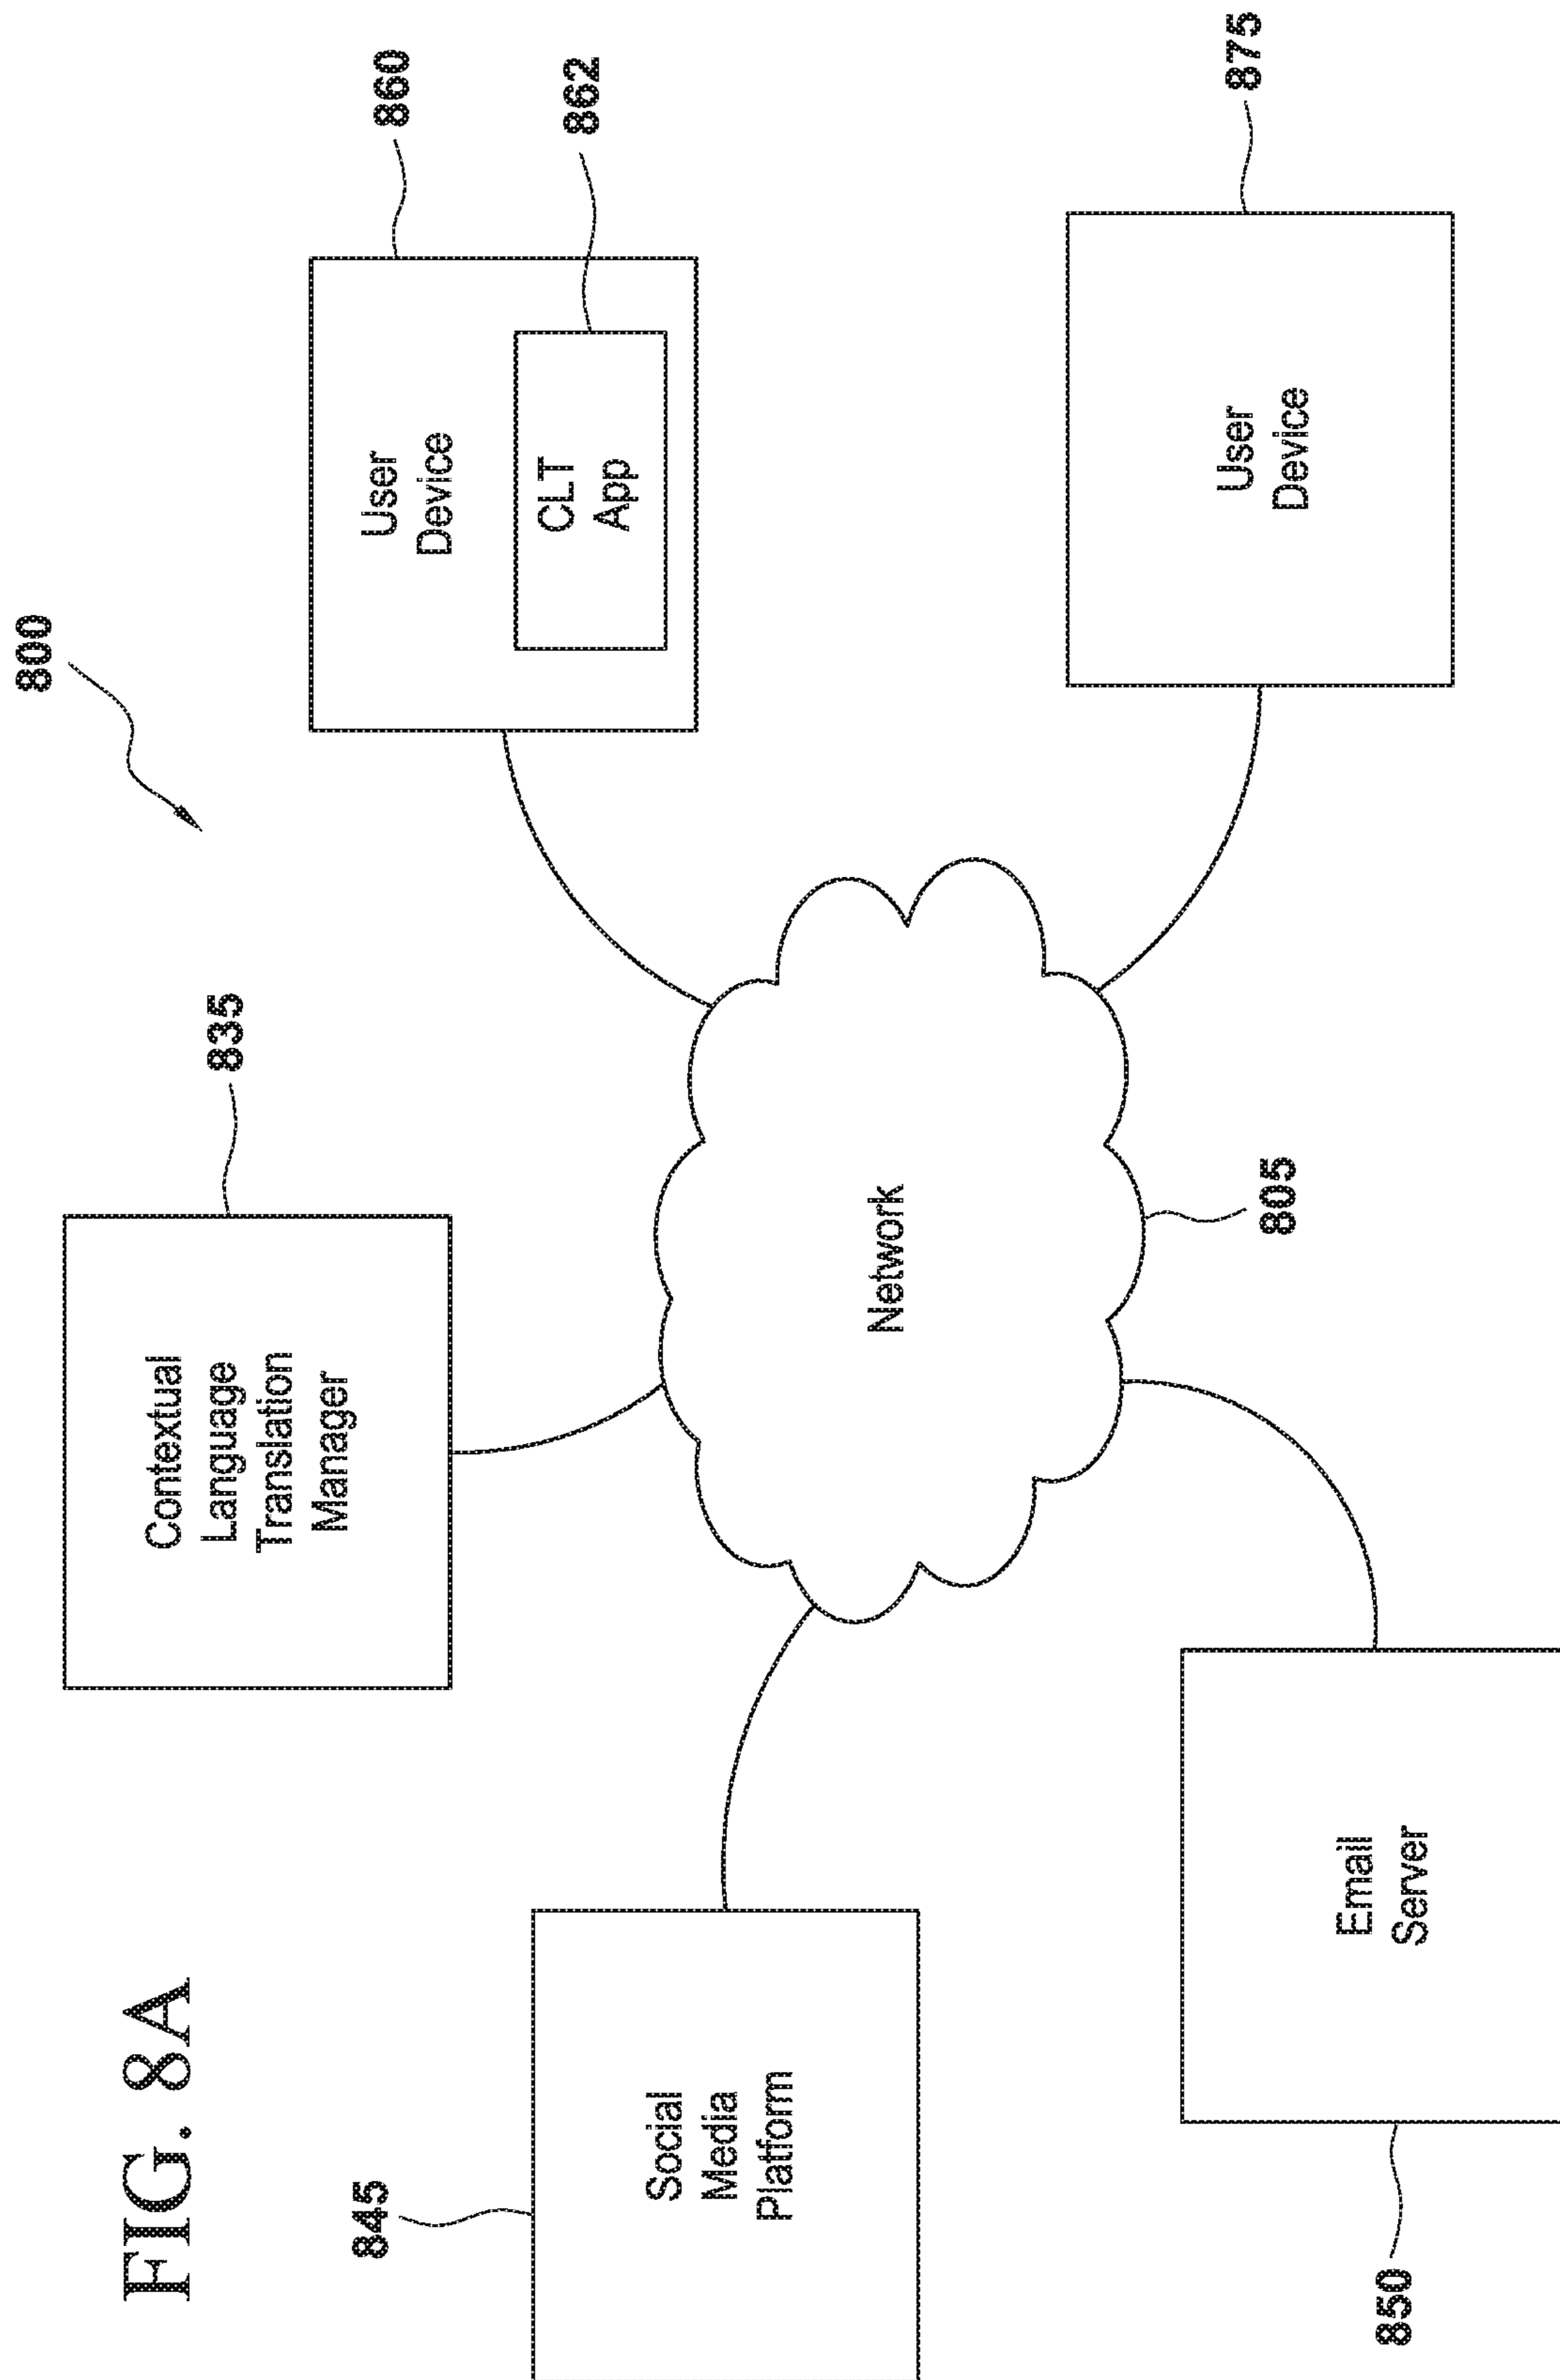 FIG. 8A
800
835
Contextual
Language
Translation
Manager
860
User
Device
862
CLT
App
845
Social
Media
Platform
Network
805
875
User
Device
850
Email
Server